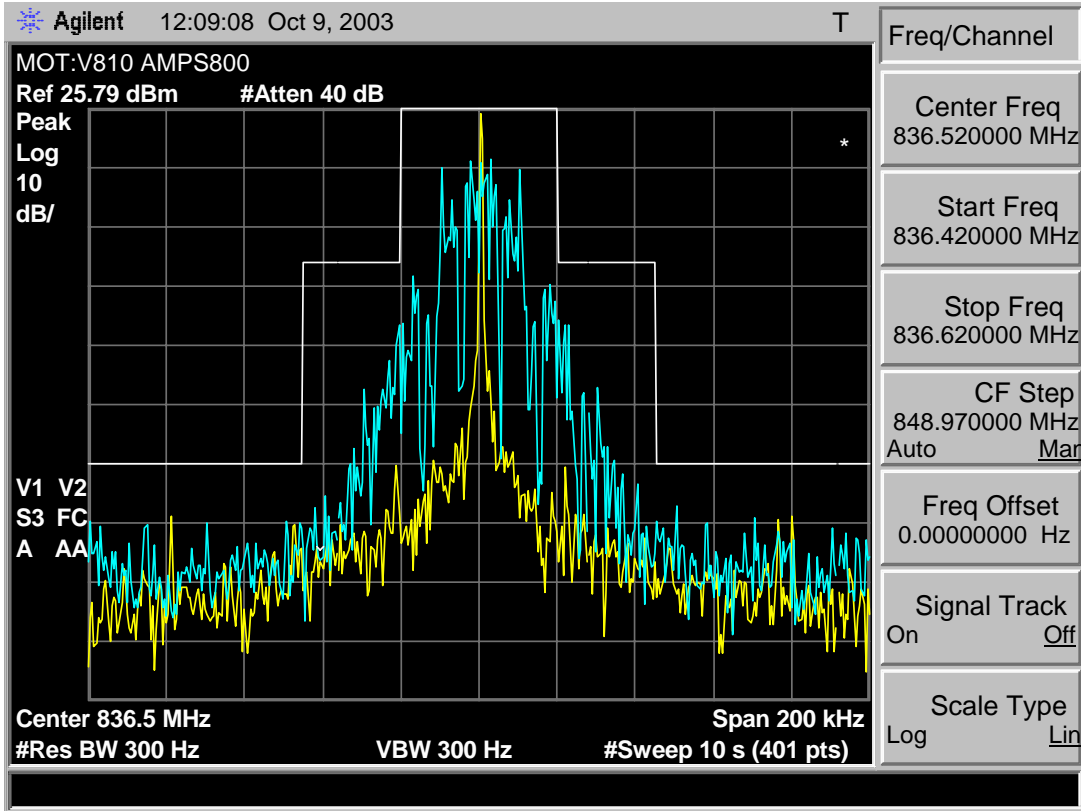 Agilent 12:09:08 Oct 9, 2003 T
MOT:V810 AMPS800
Ref 25.79 dBm #Atten 40 dB
Peak
Log
10
dB/
*
V1 V2
S3 FC
A AA
Center 836.5 MHz Span 200 kHz
#Res BW 300 Hz VBW 300 Hz #Sweep 10 s (401 pts)
Freq/Channel
Center Freq
836.520000 MHz
Start Freq
836.420000 MHz
Stop Freq
836.620000 MHz
CF Step
848.970000 MHz
Auto Man
Freq Offset
0.00000000 Hz
Signal Track
On Off
Scale Type
Log Lin